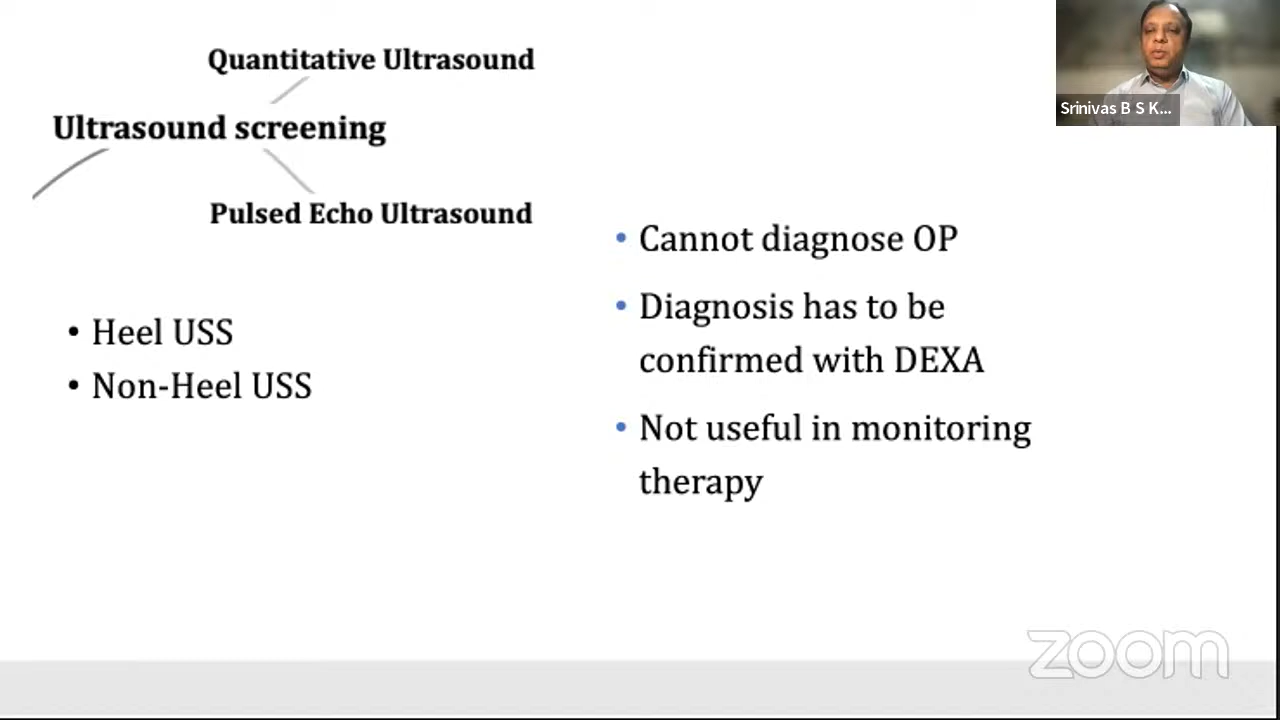 Quantitative Ultrasound
Ultrasound screening
Pulsed Echo Ultrasound
• Heel USS
• Non-Heel USS
• Cannot diagnose OP
• Diagnosis has to be
confirmed with DEXA
• Not useful in monitoring
therapy
Srinivas B S K...
zoom